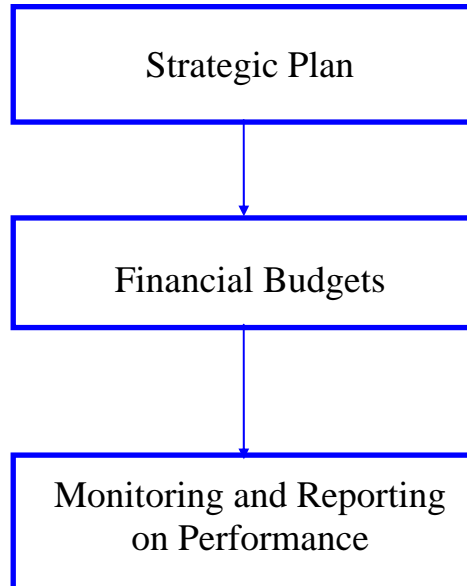 Strategic Plan
Financial Budgets
Monitoring and Reporting
on Performance